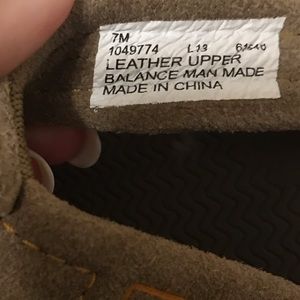 7M
1049774 L13
LEATHER UPPER
BALANCE MAN MADE
MADE IN CHINA